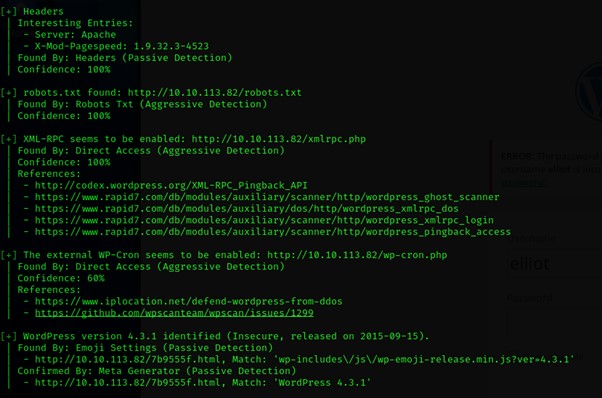 [+] Headers
| Interesting Entries:
|  - Server: Apache
|  - X-Mod-Pagespeed: 1.9.32.3-4523
| Found By: Headers (Passive Detection)
| Confidence: 100%
[+] robots.txt found: http://10.10.113.82/robots.txt
| Found By: Robots Txt (Aggressive Detection)
| Confidence: 100%
[+] XML-RPC seems to be enabled: http://10.10.113.82/xmlrpc.php
| Found By: Direct Access (Aggressive Detection)
| Confidence: 100%
| References:
|  - http://codex.wordpress.org/XML-RPC_Pingback_API
|  - https://www.rapid7.com/db/modules/auxiliary/scanner/http/wordpress_ghost_scanner
|  - https://www.rapid7.com/db/modules/auxiliary/dos/http/wordpress_xmlrpc_dos
|  - https://www.rapid7.com/db/modules/auxiliary/scanner/http/wordpress_xmlrpc_login
|  - https://www.rapid7.com/db/modules/auxiliary/scanner/http/wordpress_pingback_access
[+] The external WP-Cron seems to be enabled: http://10.10.113.82/wp-cron.php
| Found By: Direct Access (Aggressive Detection)
| Confidence: 60%
| References:
|  - https://www.iplocation.net/defend-wordpress-from-ddos
|  - https://github.com/wpscanteam/wpscan/issues/1299
[+] WordPress version 4.3.1 identified (Insecure, released on 2015-09-15).
| Found By: Emoji Settings (Passive Detection)
|  - http://10.10.113.82/7b9555f.html, Match: 'wp-includes\/js\/wp-emoji-release.min.js?ver=4.3.1'
| Confirmed By: Meta Generator (Passive Detection)
|  - http://10.10.113.82/7b9555f.html, Match: 'WordPress 4.3.1'
ERROR: The password
elliot
Password